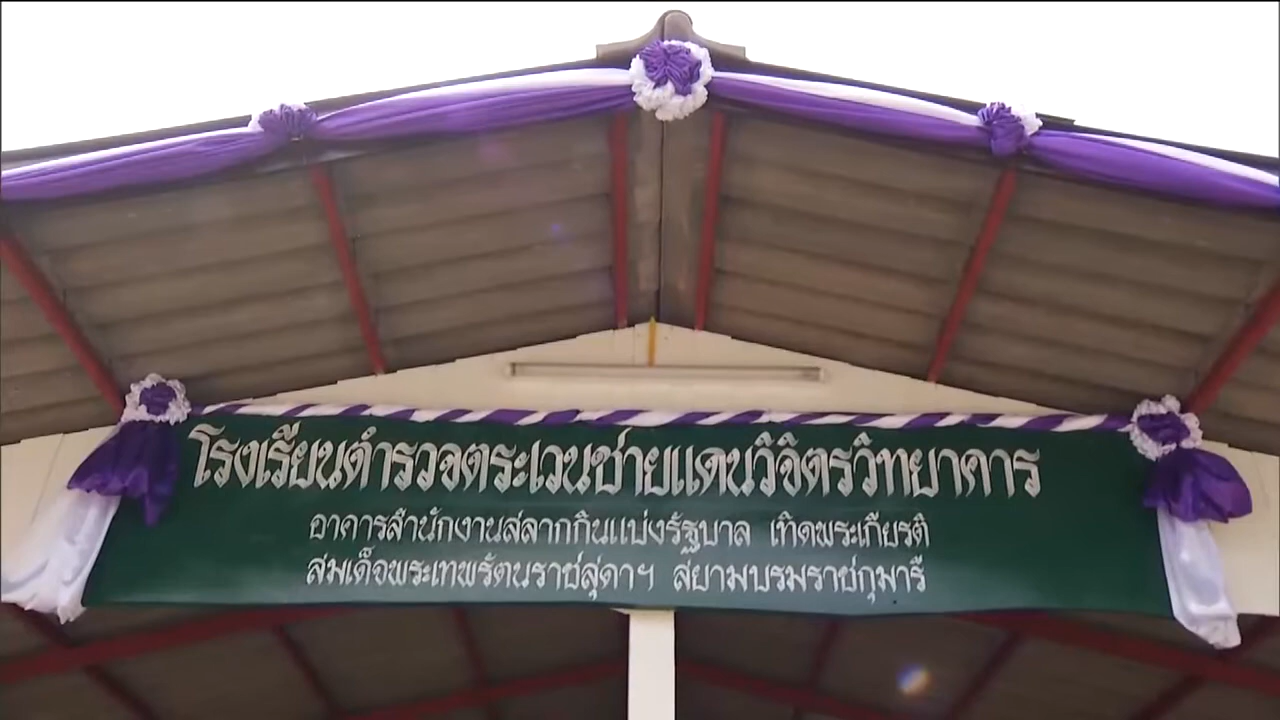 โรงเรียนตำรวจตระเวนชายแดนวิจิตรวิทยาคาร
อาคารสำนักงานสลากกินแบ่งรัฐบาล เทิดพระเกียรติ
สมเด็จพระเทพรัตนราชสุดาฯ สยามบรมราชกุมารี